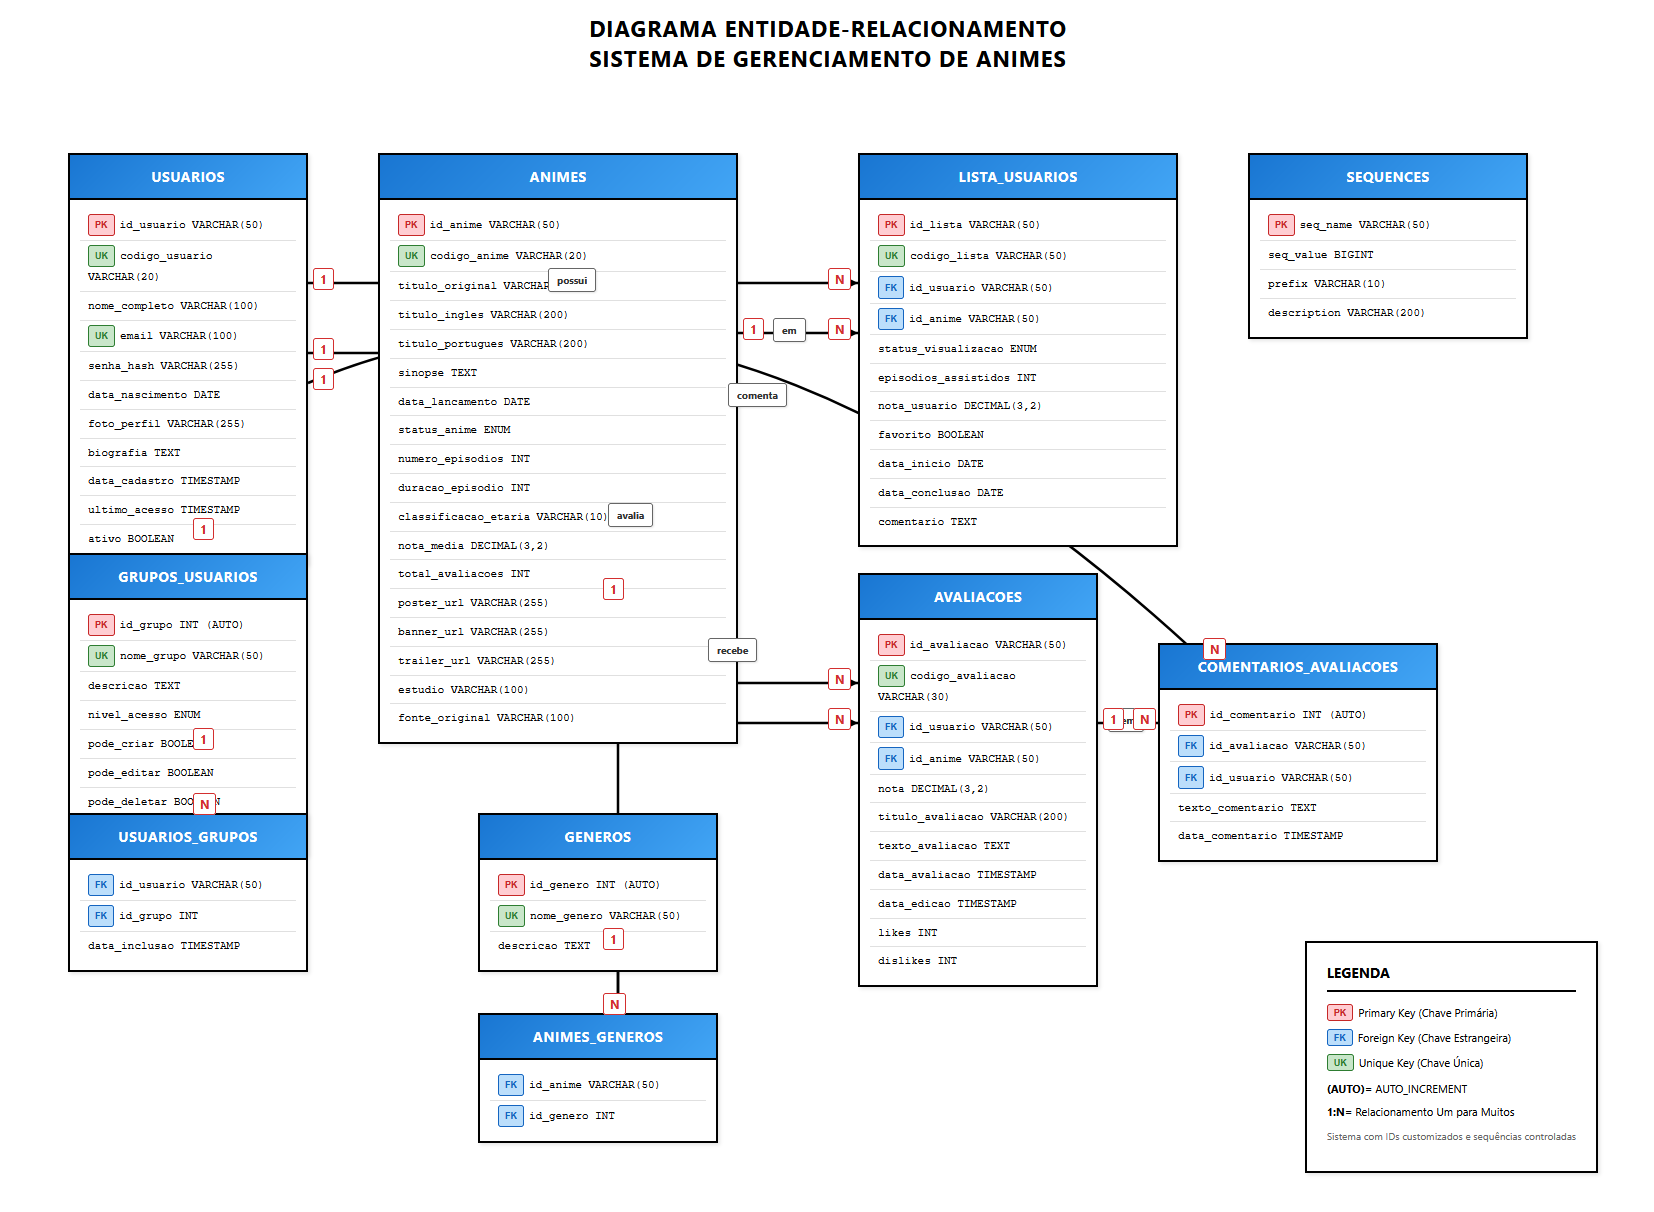 DIAGRAMA ENTIDADE-RELACIONAMENTO
SISTEMA DE GERENCIAMENTO DE ANIMES
USUARIOS
PK id_usuario VARCHAR(50)
UK codigo_usuario
VARCHAR(20)
nome_completo VARCHAR(100)
UK email VARCHAR(100)
senha_hash VARCHAR(255)
data_nascimento DATE
foto_perfil VARCHAR(255)
biografia TEXT
data_cadastro TIMESTAMP
ultimo_acesso TIMESTAMP
1
ativo BOOLEAN
GRUPOS_USUARIOS
PK id_grupo INT (AUTO)
UK nome_grupo VARCHAR(50)
descricao TEXT
nivel_acesso ENUM
pode_criar BOOLE
1
pode_editar BOOLEAN
pode_deletar BOO N
N
USUARIOS_GRUPOS
FK id_usuario VARCHAR(50)
FK id_grupo INT
data_inclusao TIMESTAMP
1
1
1
ANIMES
PK id_anime VARCHAR(50)
UK codigo_anime VARCHAR(20)
titulo_original VARCHAR
possui
titulo_ingles VARCHAR(200)
titulo_portugues VARCHAR(200)
sinopse TEXT
data_lancamento DATE
status_anime ENUM
numero_episodios INT
duracao_episodio INT
classificacao_etaria VARCHAR(10)
avalia
nota_media DECIMAL(3,2)
total_avaliacoes INT
1
poster_url VARCHAR(255)
banner_url VARCHAR(255)
trailer_url VARCHAR(255)
estudio VARCHAR(100)
fonte_original VARCHAR(100)
N
1 em N
comenta
recebe
N
N
GENEROS
PK id_genero INT (AUTO)
UK nome_genero VARCHAR(50)
descricao TEXT
1
N
ANIMES_GENEROS
FK id_anime VARCHAR(50)
FK id_genero INT
LISTA_USUARIOS
PK id_lista VARCHAR(50)
UK codigo_lista VARCHAR(50)
FK id_usuario VARCHAR(50)
FK id_anime VARCHAR(50)
status_visualizacao ENUM
episodios_assistidos INT
nota_usuario DECIMAL(3,2)
favorito BOOLEAN
data_inicio DATE
data_conclusao DATE
comentario TEXT
AVALIACOES
PK id_avaliacao VARCHAR(50)
UK codigo_avaliacao
VARCHAR(30)
FK id_usuario VARCHAR(50)
FK id_anime VARCHAR(50)
nota DECIMAL(3,2)
titulo_avaliacao VARCHAR(200)
texto_avaliacao TEXT
data_avaliacao TIMESTAMP
data_edicao TIMESTAMP
likes INT
dislikes INT
1 em N
SEQUENCES
PK seq_name VARCHAR(50)
seq_value BIGINT
prefix VARCHAR(10)
description VARCHAR(200)
N
COMENTARIOS_AVALIACOES
PK id_comentario INT (AUTO)
FK id_avaliacao VARCHAR(50)
FK id_usuario VARCHAR(50)
texto_comentario TEXT
data_comentario TIMESTAMP
LEGENDA
PK Primary Key (Chave Primária)
FK Foreign Key (Chave Estrangeira)
UK Unique Key (Chave Única)
(AUTO)= AUTO_INCREMENT
1:N= Relacionamento Um para Muitos
Sistema com IDs customizados e sequências controladas